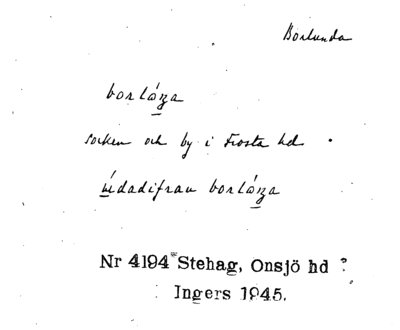 Borlunda
borlóza
socken och by i Frosta hd
údadifrau borlóza
Nr 4194 Stehag, Onsjö hd
Ingers 1945.